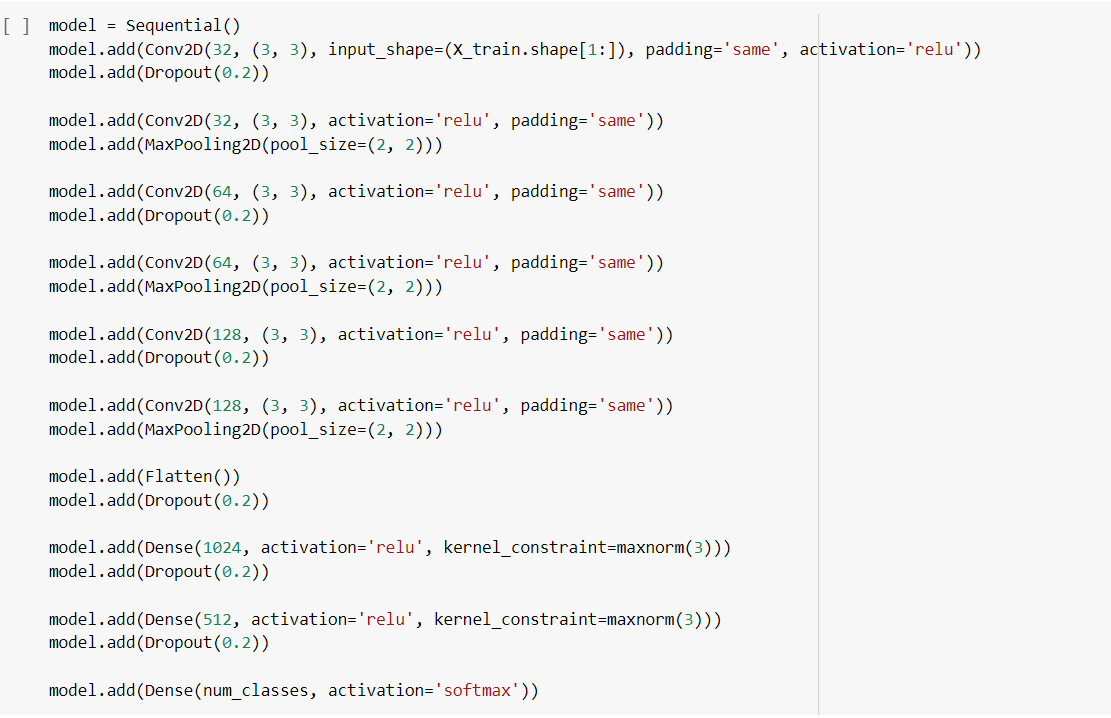 [ ] model = Sequential()
model.add(Conv2D(32, (3, 3), input_shape=(X_train.shape[1:]), padding='same', activation='relu'))
model.add(Dropout(0.2))
model.add(Conv2D(32, (3, 3), activation='relu', padding='same'))
model.add(MaxPooling2D(pool_size=(2, 2)))
model.add(Conv2D(64, (3, 3), activation='relu', padding='same'))
model.add(Dropout(0.2))
model.add(Conv2D(64, (3, 3), activation='relu', padding='same'))
model.add(MaxPooling2D(pool_size=(2, 2)))
model.add(Conv2D(128, (3, 3), activation='relu', padding='same'))
model.add(Dropout(0.2))
model.add(Conv2D(128, (3, 3), activation='relu', padding='same'))
model.add(MaxPooling2D(pool_size=(2, 2)))
model.add(Flatten())
model.add(Dropout(0.2))
model.add(Dense(1024, activation='relu', kernel_constraint=maxnorm(3)))
model.add(Dropout(0.2))
model.add(Dense(512, activation='relu', kernel_constraint=maxnorm(3)))
model.add(Dropout(0.2))
model.add(Dense(num_classes, activation='softmax'))